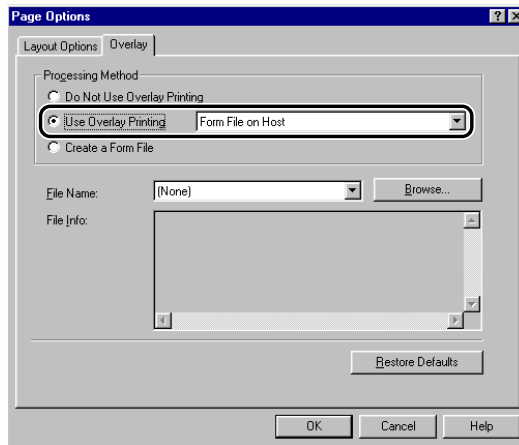 Page Options
Layout Options Overlay
Processing Method
Do Not Use Overlay Printing
Use Overlay Printing Form File on Host
Create a Form File
File Name: (None) Browse...
File Info:
Restore Defaults
OK Cancel Help